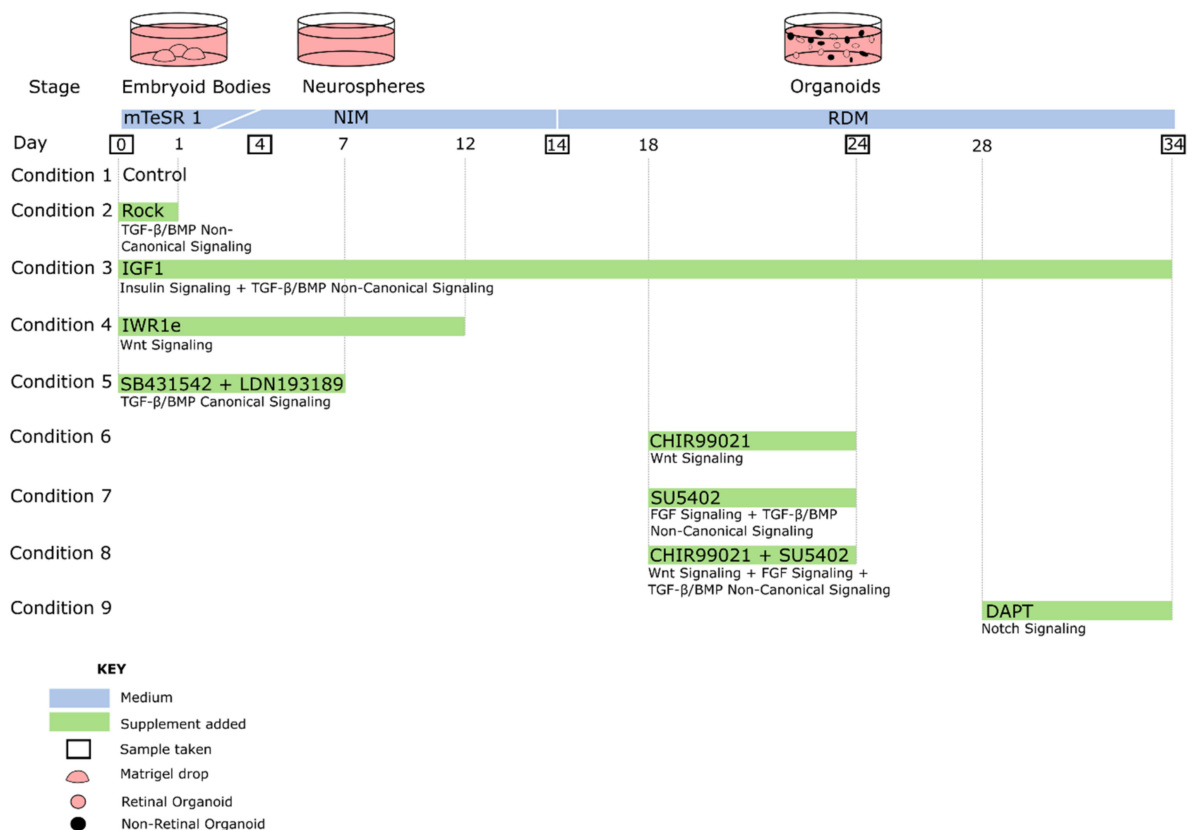 Stage Embryoid Bodies Neurospheres Organoids
mTeSR 1 NIM RDM
Day 0 1 4 7 12 14 18 24 28 34
Condition 1 Control
Condition 2 Rock
TGF-β/BMP Non-
Canonical Signaling
Condition 3 IGF1
Insulin Signaling + TGF-β/BMP Non-Canonical Signaling
Condition 4 IWR1e
Wnt Signaling
Condition 5 SB431542 + LDN193189
TGF-β/BMP Canonical Signaling
Condition 6 CHIR99021
Wnt Signaling
Condition 7 SU5402
FGF Signaling + TGF-β/BMP
Non-Canonical Signaling
Condition 8 CHIR99021 + SU5402
Wnt Signaling + FGF Signaling +
TGF-β/BMP Non-Canonical Signaling
Condition 9 DAPT
Notch Signaling
KEY
Medium
Supplement added
Sample taken
Matrigel drop
Retinal Organoid
Non-Retinal Organoid